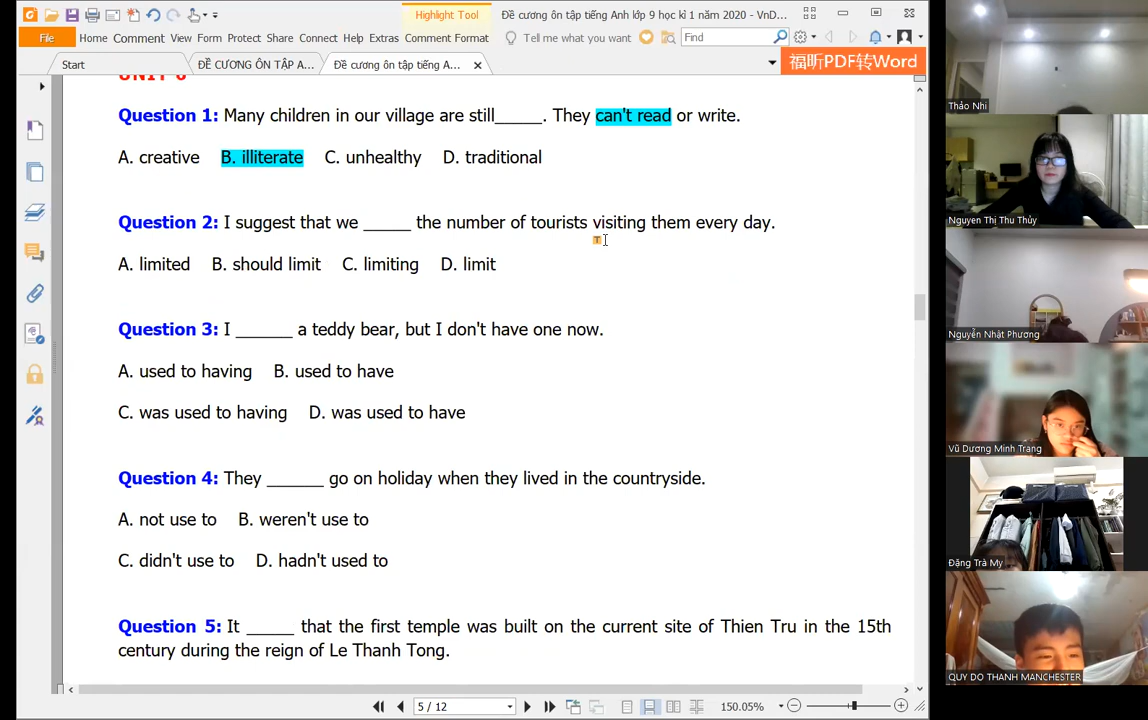 Highlight Tool
Đề cương ôn tập tiếng Anh lớp 9 học kì 1 năm 2020 - VnD...
File Home Comment View Form Protect Share Connect Help Extras Comment Format Tell me what you want Find
Start ĐỀ CƯƠNG ÔN TẬP A... Đề cương ôn tập tiếng A... 福昕PDF转Word
Question 1: Many children in our village are still_____. They can't read or write.
A. creative B. illiterate C. unhealthy D. traditional
Question 2: I suggest that we _____ the number of tourists visiting them every day.
A. limited B. should limit C. limiting D. limit
Question 3: I ______ a teddy bear, but I don't have one now.
A. used to having B. used to have
C. was used to having D. was used to have
Question 4: They ______ go on holiday when they lived in the countryside.
A. not use to B. weren't use to
C. didn't use to D. hadn't used to
Question 5: It _____ that the first temple was built on the current site of Thien Tru in the 15th
century during the reign of Le Thanh Tong.
5 / 12
150.05%
Thảo Nhi
Nguyen Thi Thu Thủy
Nguyễn Nhật Phương
Vũ Dương Minh Trang
Đặng Trà My
QUY DO THANH MANCHESTER